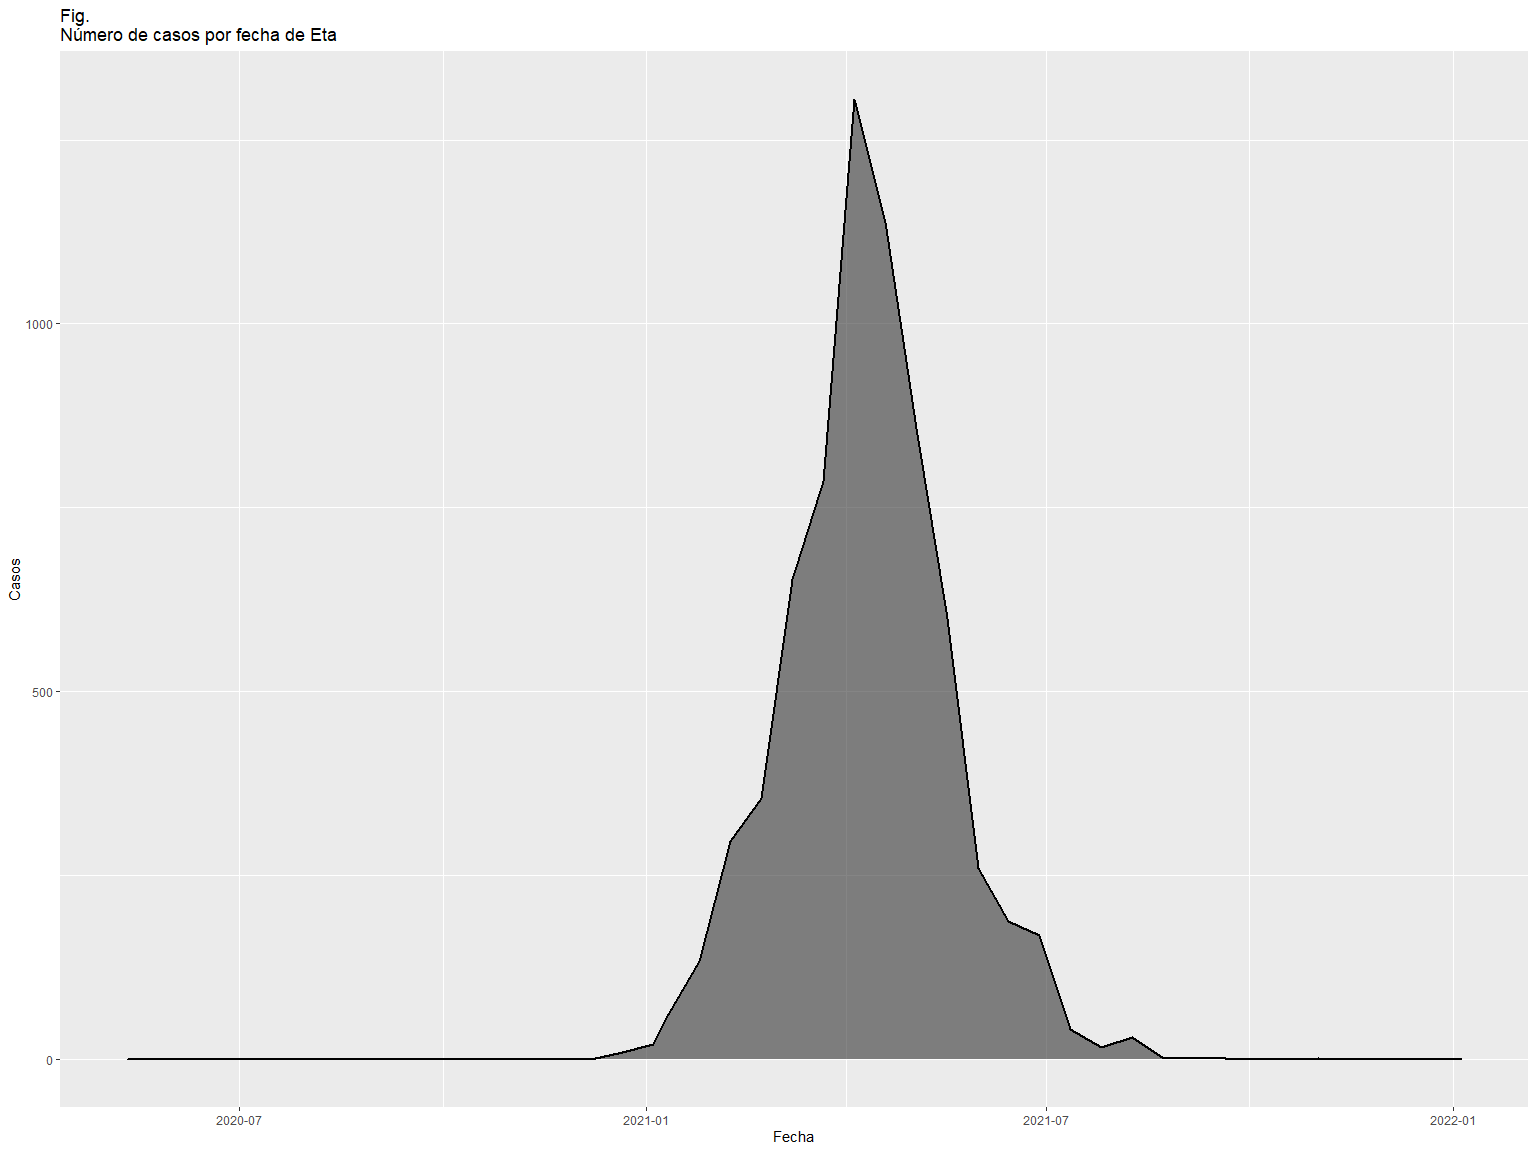 Fig.
Número de casos por fecha de Eta
Casos
1000
500
0
2020-07
2021-01
2021-07
2022-01
Fecha